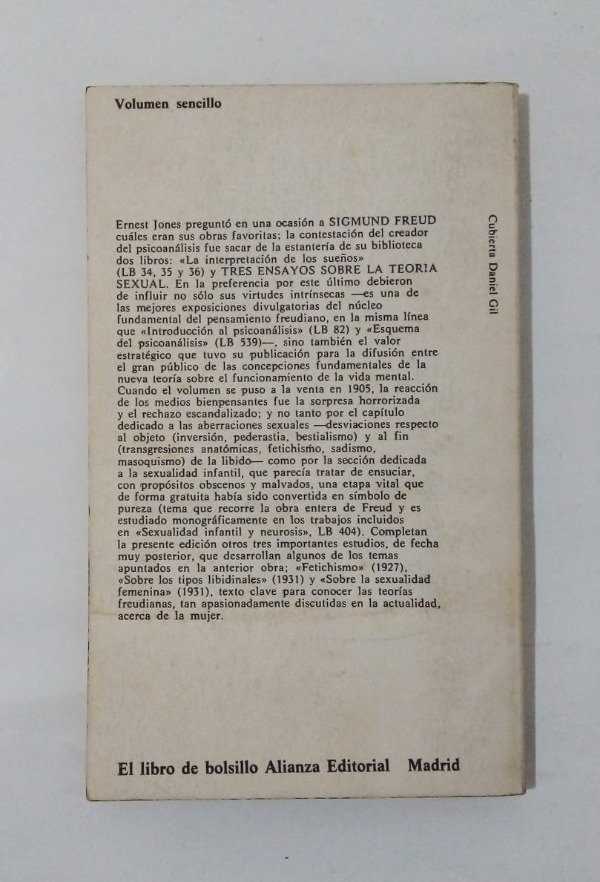 Volumen sencillo
Ernest Jones preguntó en una ocasión a SIGMUND FREUD
cuáles eran sus obras favoritas; la contestación del creador
del psicoanálisis fue sacar de la estantería de su biblioteca
dos libros: «La interpretación de los sueños»
(LB 34, 35 y 36) y TRES ENSAYOS SOBRE LA TEORIA
SEXUAL. En la preferencia por este último debieron
de influir no sólo sus virtudes intrínsecas —es una de
las mejores exposiciones divulgatorias del núcleo
fundamental del pensamiento freudiano, en la misma línea
que «Introducción al psicoanálisis» (LB 82) y «Esquema
del psicoanálisis» (LB 539)—, sino también el valor
estratégico que tuvo su publicación para la difusión entre
el gran público de las concepciones fundamentales de la
nueva teoría sobre el funcionamiento de la vida mental.
Cuando el volumen se puso a la venta en 1905, la reacción
de los medios bienpensantes fue la sorpresa horrorizada
y el rechazo escandalizado; y no tanto por el capítulo
dedicado a las aberraciones sexuales —desviaciones respecto
al objeto (inversión, pederastia, bestialismo) y al fin
(transgresiones anatómicas, fetichismo, sadismo,
masoquismo) de la libido— como por la sección dedicada
a la sexualidad infantil, que parecía tratar de ensuciar,
con propósitos obscenos y malvados, una etapa vital que
de forma gratuita había sido convertida en símbolo de
pureza (tema que recorre la obra entera de Freud y es
estudiado monográficamente en los trabajos incluidos
en «Sexualidad infantil y neurosis», LB 404). Completan
la presente edición otros tres importantes estudios, de fecha
muy posterior, que desarrollan algunos de los temas
apuntados en la anterior obra; «Fetichismo» (1927),
«Sobre los tipos libidinales» (1931) y «Sobre la sexualidad
femenina» (1931), texto clave para conocer las teorías
freudianas, tan apasionadamente discutidas en la actualidad,
acerca de la mujer.
Cubierta Daniel Gil
El libro de bolsillo Alianza Editorial Madrid